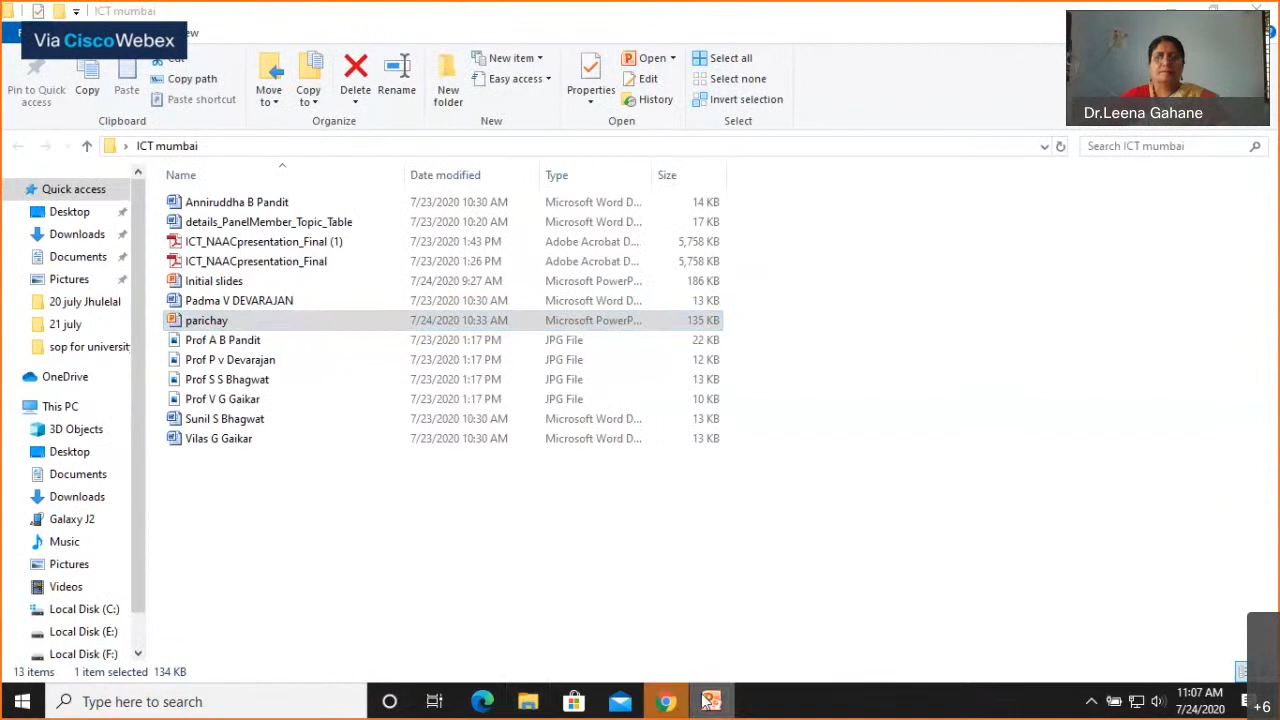 ICT mumbai
Via Cisco Webex
Pin to Quick access
Copy
Paste
Cut
Copy path
Paste shortcut
Clipboard
Move to
Copy to
Delete
Rename
Organize
New folder
New item
Easy access
New
Properties
Open
Edit
History
Open
Select all
Select none
Invert selection
Select
Dr.Leena Gahane
ICT mumbai
Search ICT mumbai
Name Date modified Type Size
Anniruddha B Pandit 7/23/2020 10:30 AM Microsoft Word D... 14 KB
details_PanelMember_Topic_Table 7/23/2020 10:20 AM Microsoft Word D... 17 KB
ICT_NAACpresentation_Final (1) 7/23/2020 1:43 PM Adobe Acrobat D... 5,758 KB
ICT_NAACpresentation_Final 7/23/2020 1:26 PM Adobe Acrobat D... 5,758 KB
Initial slides 7/24/2020 9:27 AM Microsoft PowerP... 186 KB
Padma V DEVARAJAN 7/23/2020 10:30 AM Microsoft Word D... 13 KB
parichay 7/24/2020 10:33 AM Microsoft PowerP... 135 KB
Prof A B Pandit 7/23/2020 1:17 PM JPG File 22 KB
Prof P v Devarajan 7/23/2020 1:17 PM JPG File 12 KB
Prof S S Bhagwat 7/23/2020 1:17 PM JPG File 13 KB
Prof V G Gaikar 7/23/2020 1:17 PM JPG File 10 KB
Sunil S Bhagwat 7/23/2020 10:30 AM Microsoft Word D... 13 KB
Vilas G Gaikar 7/23/2020 10:30 AM Microsoft Word D... 13 KB
Quick access
Desktop
Downloads
Documents
Pictures
20 july Jhulelal
21 july
sop for universit
OneDrive
This PC
3D Objects
Desktop
Documents
Downloads
Galaxy J2
Music
Pictures
Videos
Local Disk (C:)
Local Disk (E:)
Local Disk (F:)
13 items 1 item selected 134 KB
Type here to search
11:07 AM
7/24/2020
+6